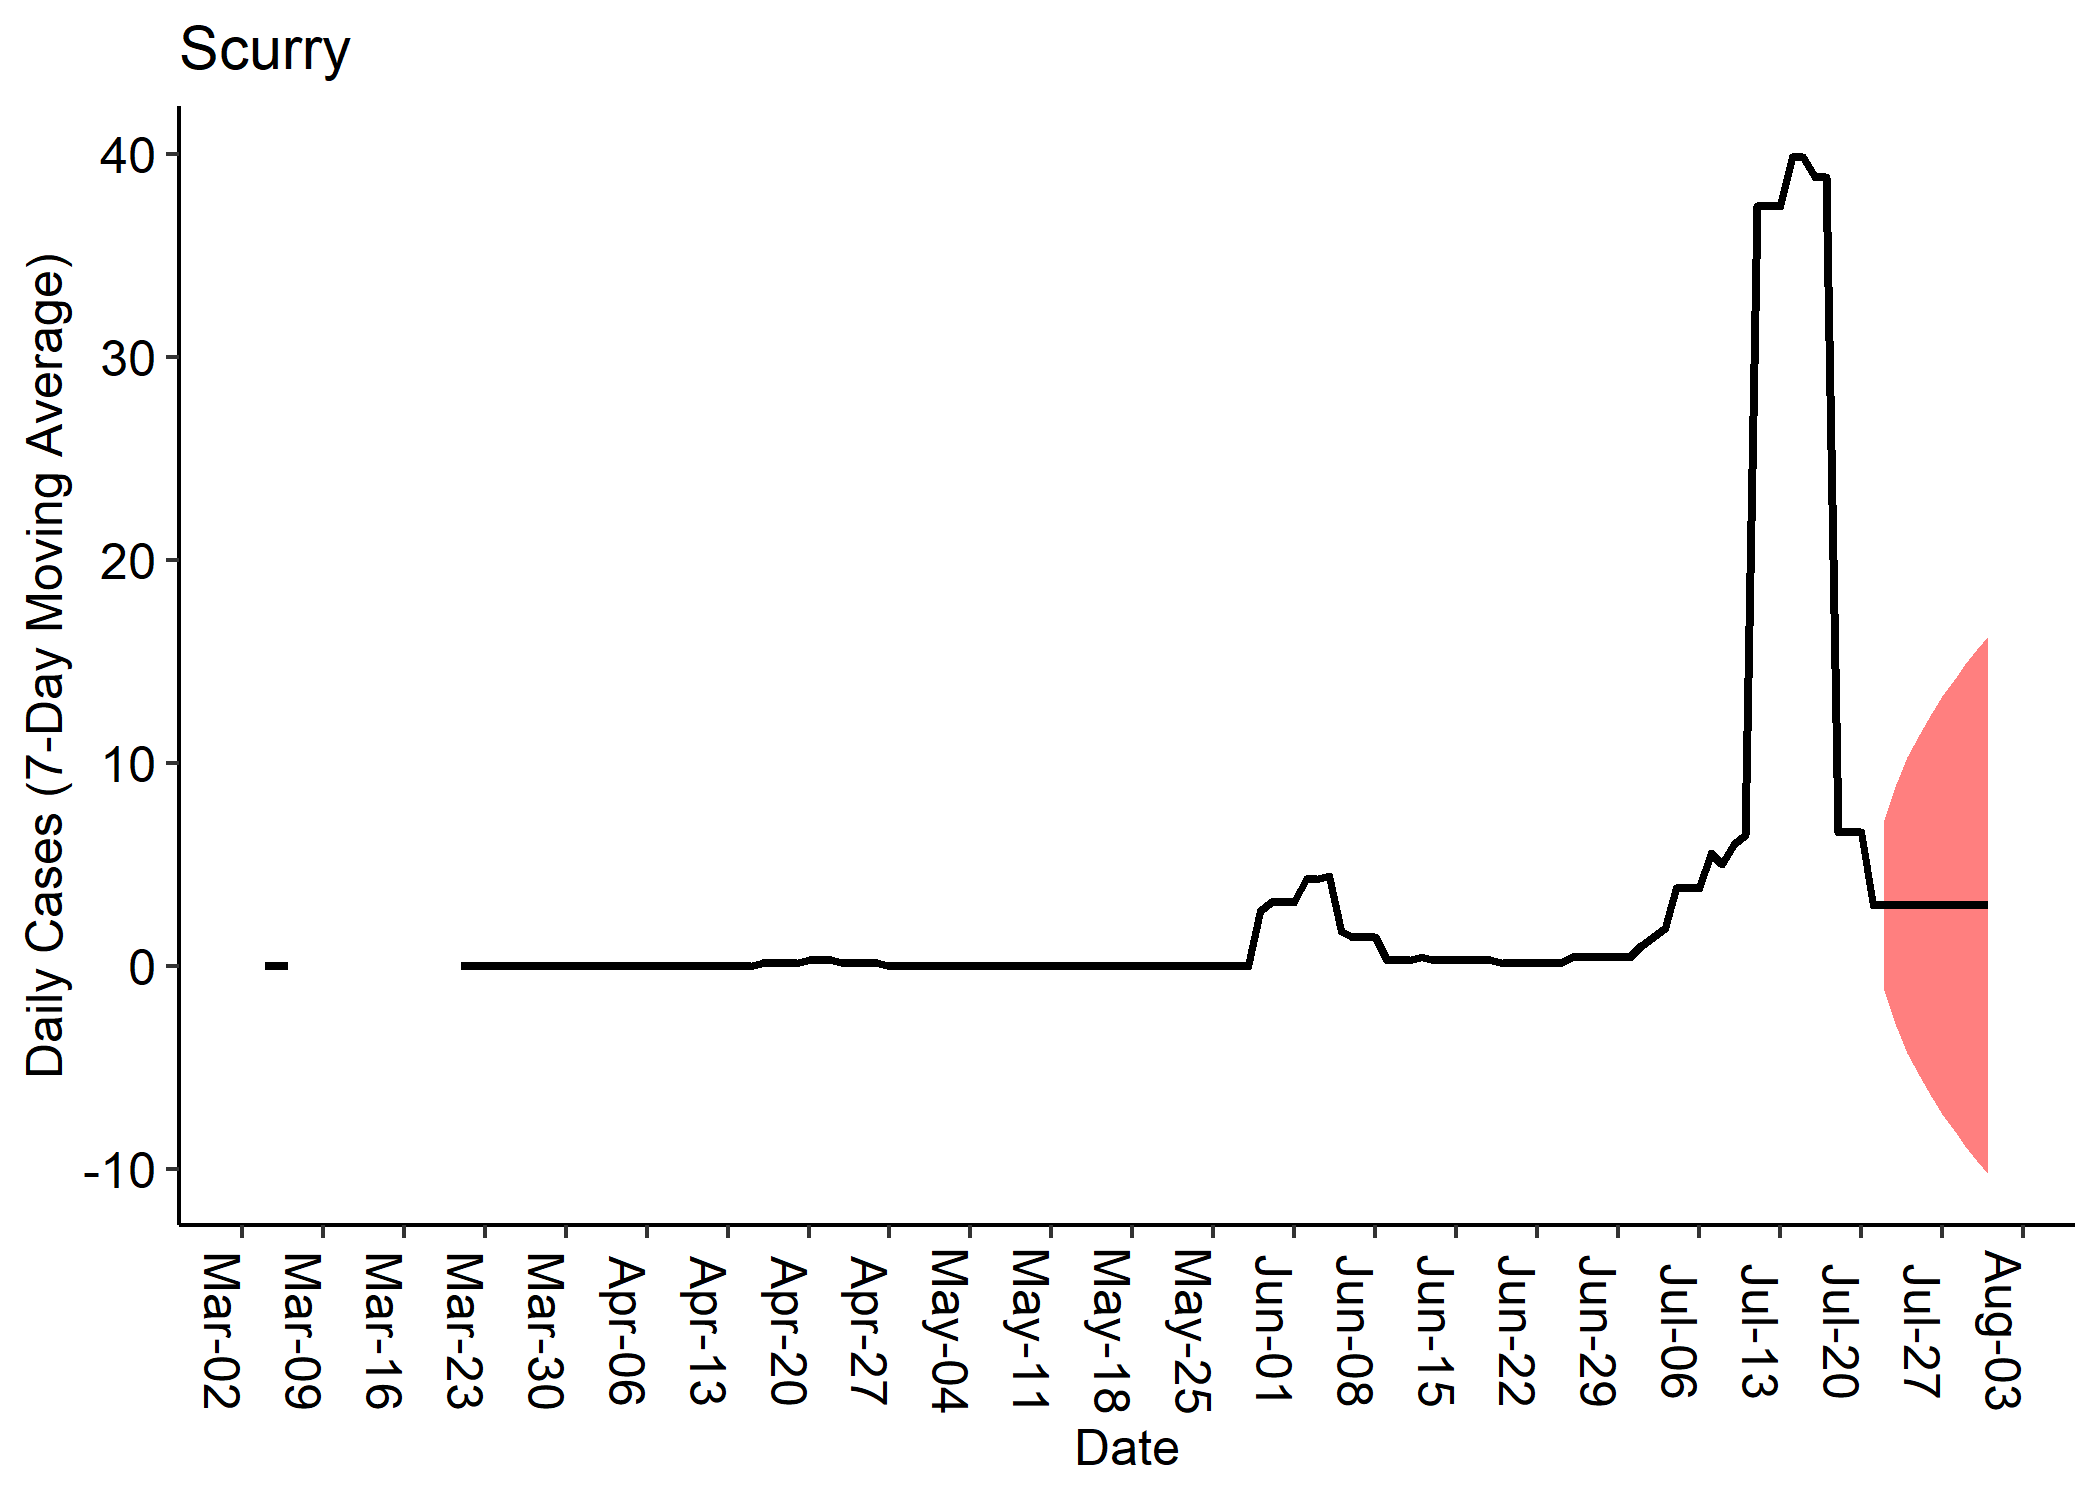 Scurry
Daily Cases (7-Day Moving Average)
40
30
20
10
0
-10
Mar-02
Mar-09
Mar-16
Mar-23
Mar-30
Apr-06
Apr-13
Apr-20
Apr-27
May-04
May-11
May-18
May-25
Jun-01
Jun-08
Jun-15
Jun-22
Jun-29
Jul-06
Jul-13
Jul-20
Jul-27
Aug-03
Date